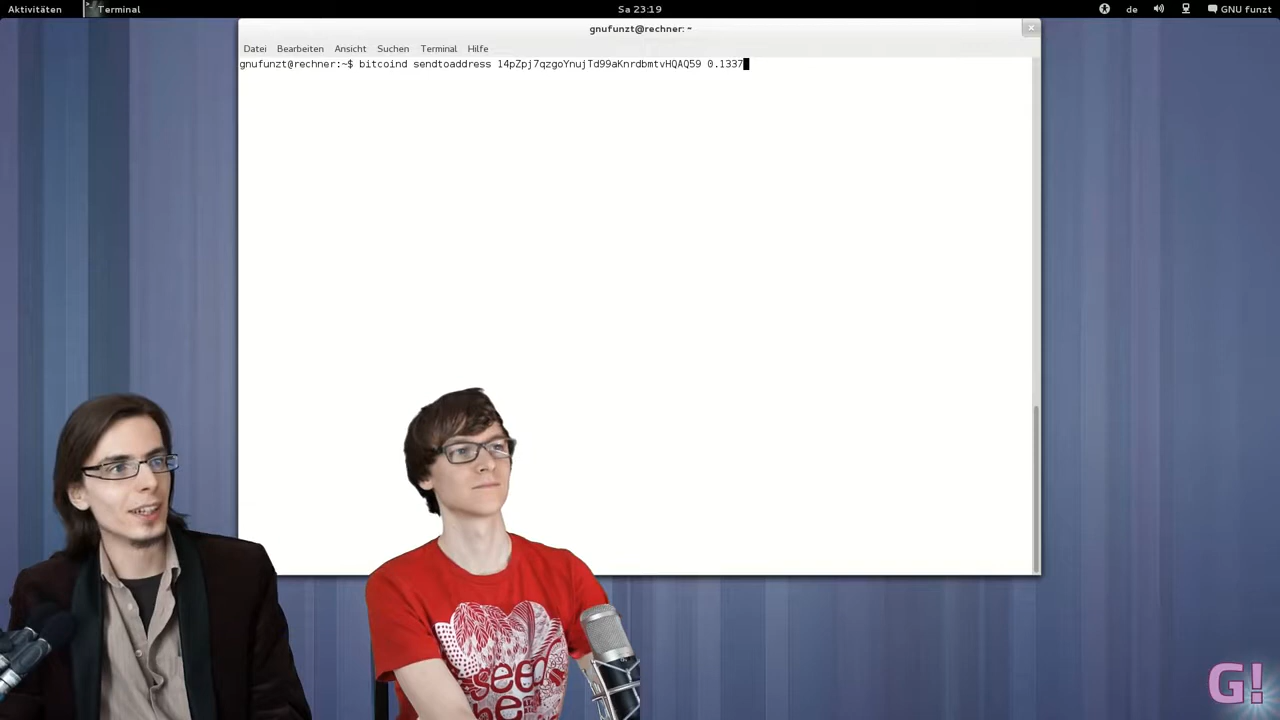 Aktivitäten
Terminal
Sa 23:19
de
GNU funzt
gnufunzt@rechner: ~
Datei Bearbeiten Ansicht Suchen Terminal Hilfe
gnufunzt@rechner:~$ bitcoind sendtoaddress 14pZpj7qzgoYnujTd99aKnrdbmtvHQAQ59 0.1337
seed
G!